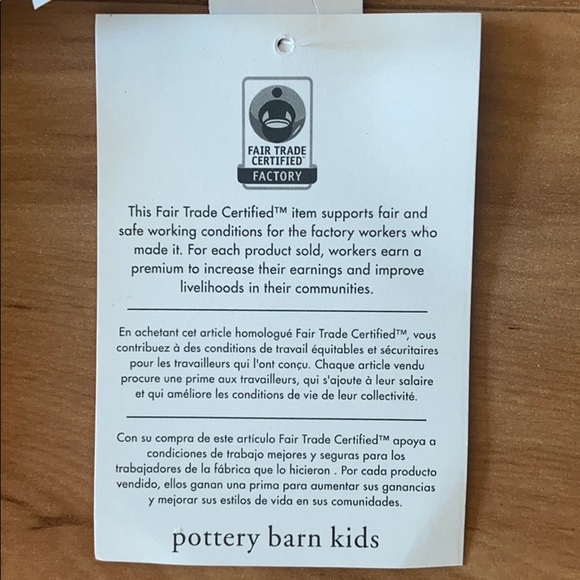 FAIR TRADE
CERTIFIED™
FACTORY
This Fair Trade Certified™ item supports fair and
safe working conditions for the factory workers who
made it. For each product sold, workers earn a
premium to increase their earnings and improve
livelihoods in their communities.
En achetant cet article homologué Fair Trade Certified™, vous
contribuez à des conditions de travail équitables et sécuritaires
pour les travailleurs qui l'ont conçu. Chaque article vendu
procure une prime aux travailleurs, qui s'ajoute à leur salaire
et qui améliore les conditions de vie de leur collectivité.
Con su compra de este artículo Fair Trade Certified™ apoya a
condiciones de trabajo mejores y seguras para los
trabajadores de la fábrica que lo hicieron . Por cada producto
vendido, ellos ganan una prima para aumentar sus ganancias
y mejorar sus estilos de vida en sus comunidades.
pottery barn kids